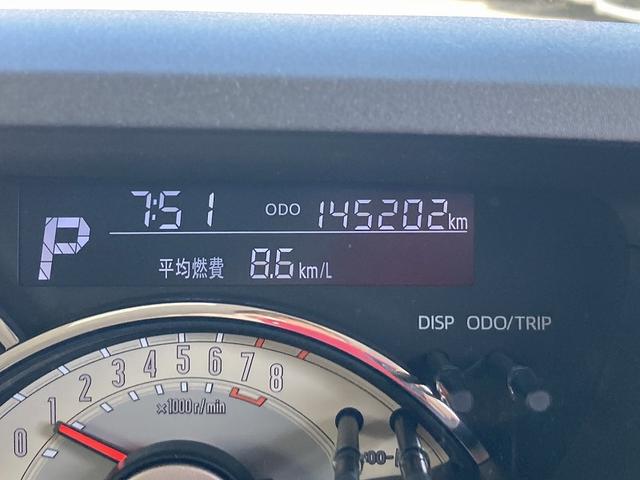 7:51 ODO 145202km
P
平均燃費 8.6 km/L
DISP ODO/TRIP
0 1 2 3 4 5 6 7 8
x1000r/min